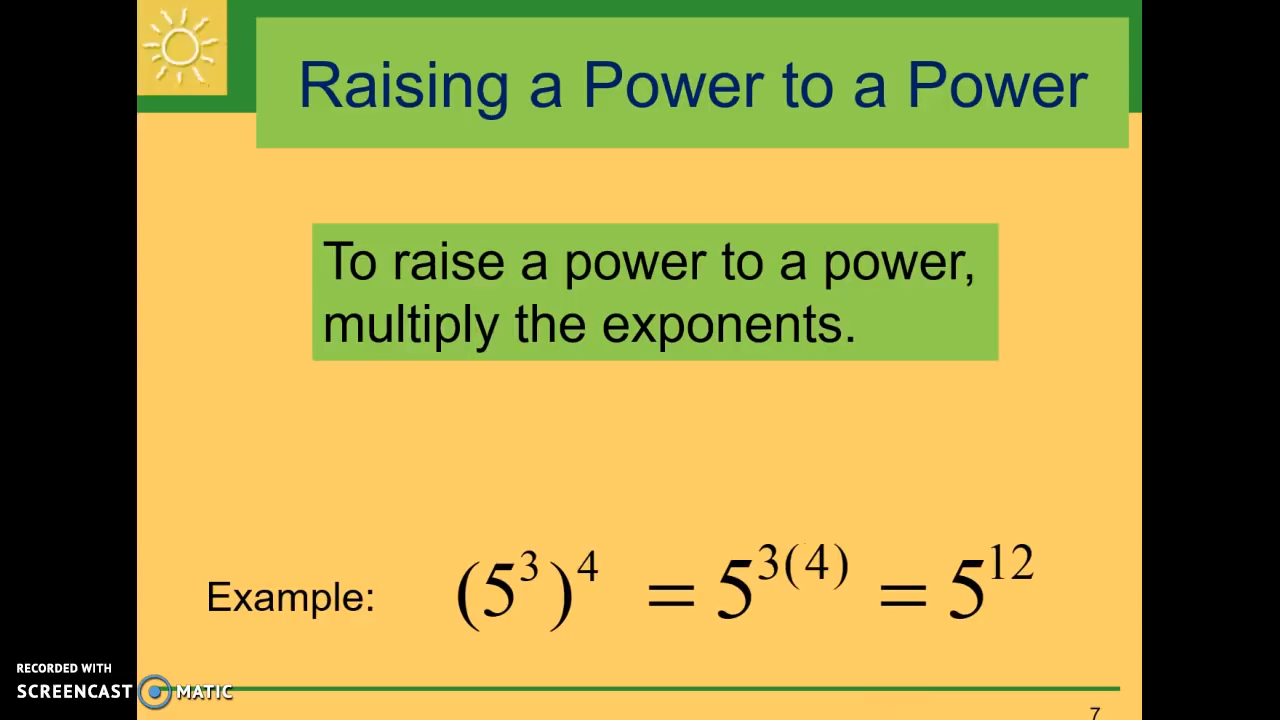 Raising a Power to a Power
To raise a power to a power,
multiply the exponents.
Example: (5³)⁴ = 5³⁽⁴⁾ = 5¹²
RECORDED WITH
SCREENCAST MATIC
7